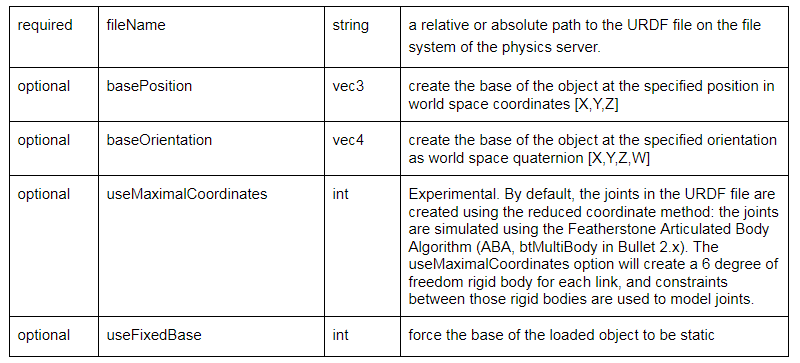 required fileName string a relative or absolute path to the URDF file on the file
system of the physics server.
optional basePosition vec3 create the base of the object at the specified position in
world space coordinates [X,Y,Z]
optional baseOrientation vec4 create the base of the object at the specified orientation
as world space quaternion [X,Y,Z,W]
optional useMaximalCoordinates int Experimental. By default, the joints in the URDF file are
created using the reduced coordinate method: the joints
are simulated using the Featherstone Articulated Body
Algorithm (ABA, btMultiBody in Bullet 2.x). The
useMaximalCoordinates option will create a 6 degree of
freedom rigid body for each link, and constraints
between those rigid bodies are used to model joints.
optional useFixedBase int force the base of the loaded object to be static